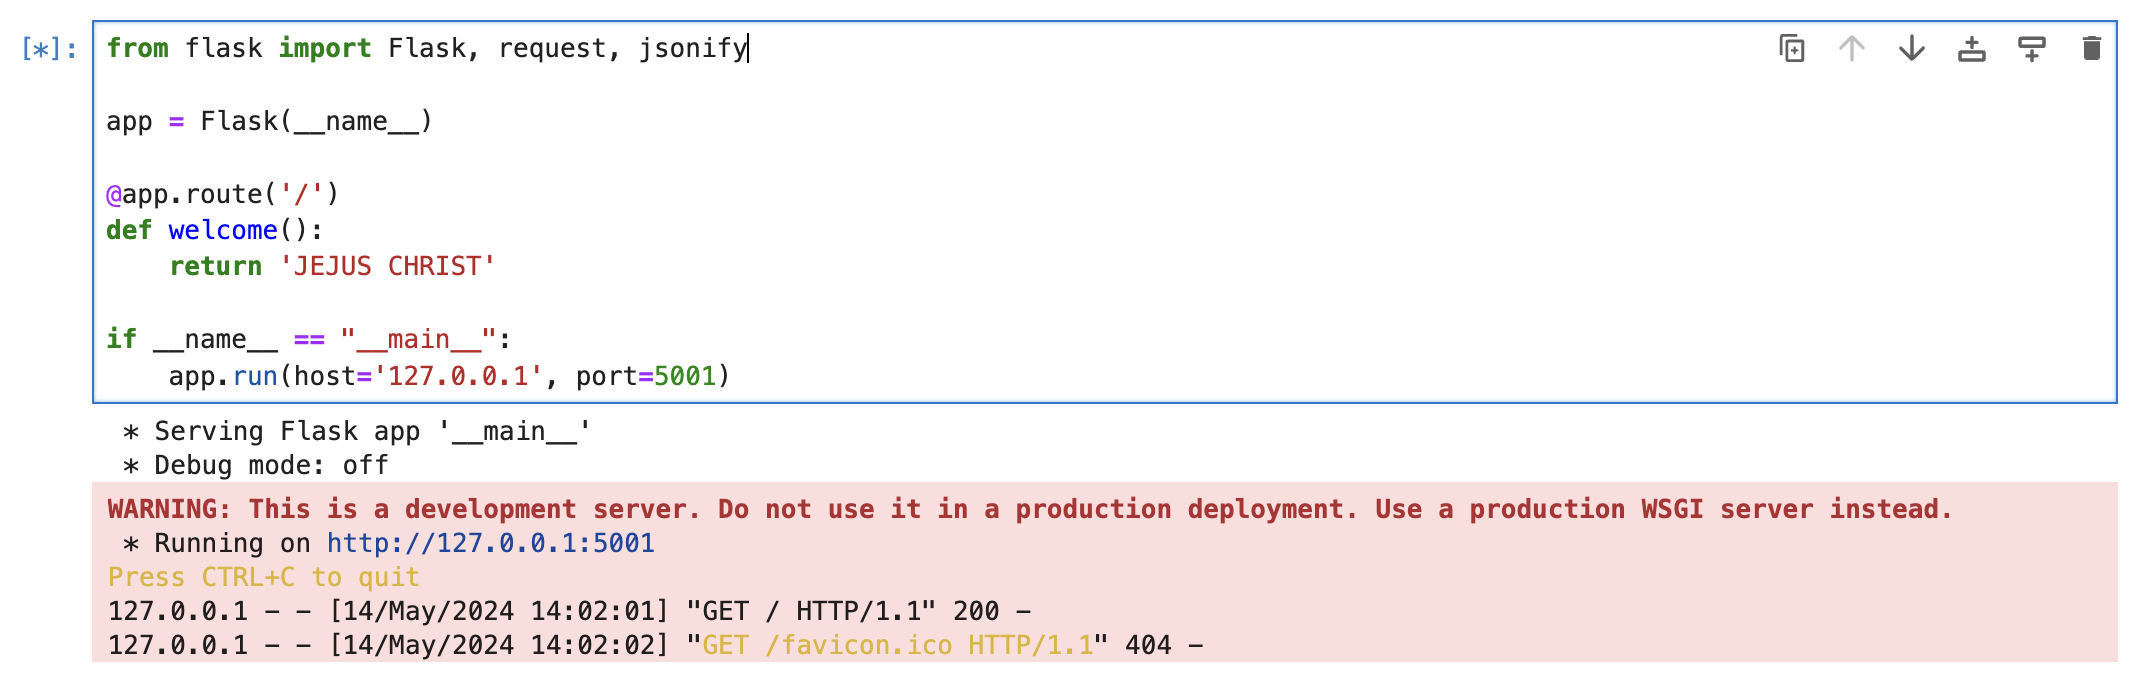 [*]:
from flask import Flask, request, jsonify
app = Flask(__name__)
@app.route('/')
def welcome():
    return 'JEJUS CHRIST'
if __name__ == "__main__":
    app.run(host='127.0.0.1', port=5001)
 * Serving Flask app '__main__'
 * Debug mode: off
WARNING: This is a development server. Do not use it in a production deployment. Use a production WSGI server instead.
 * Running on http://127.0.0.1:5001
Press CTRL+C to quit
127.0.0.1 - - [14/May/2024 14:02:01] "GET / HTTP/1.1" 200 -
127.0.0.1 - - [14/May/2024 14:02:02] "GET /favicon.ico HTTP/1.1" 404 -